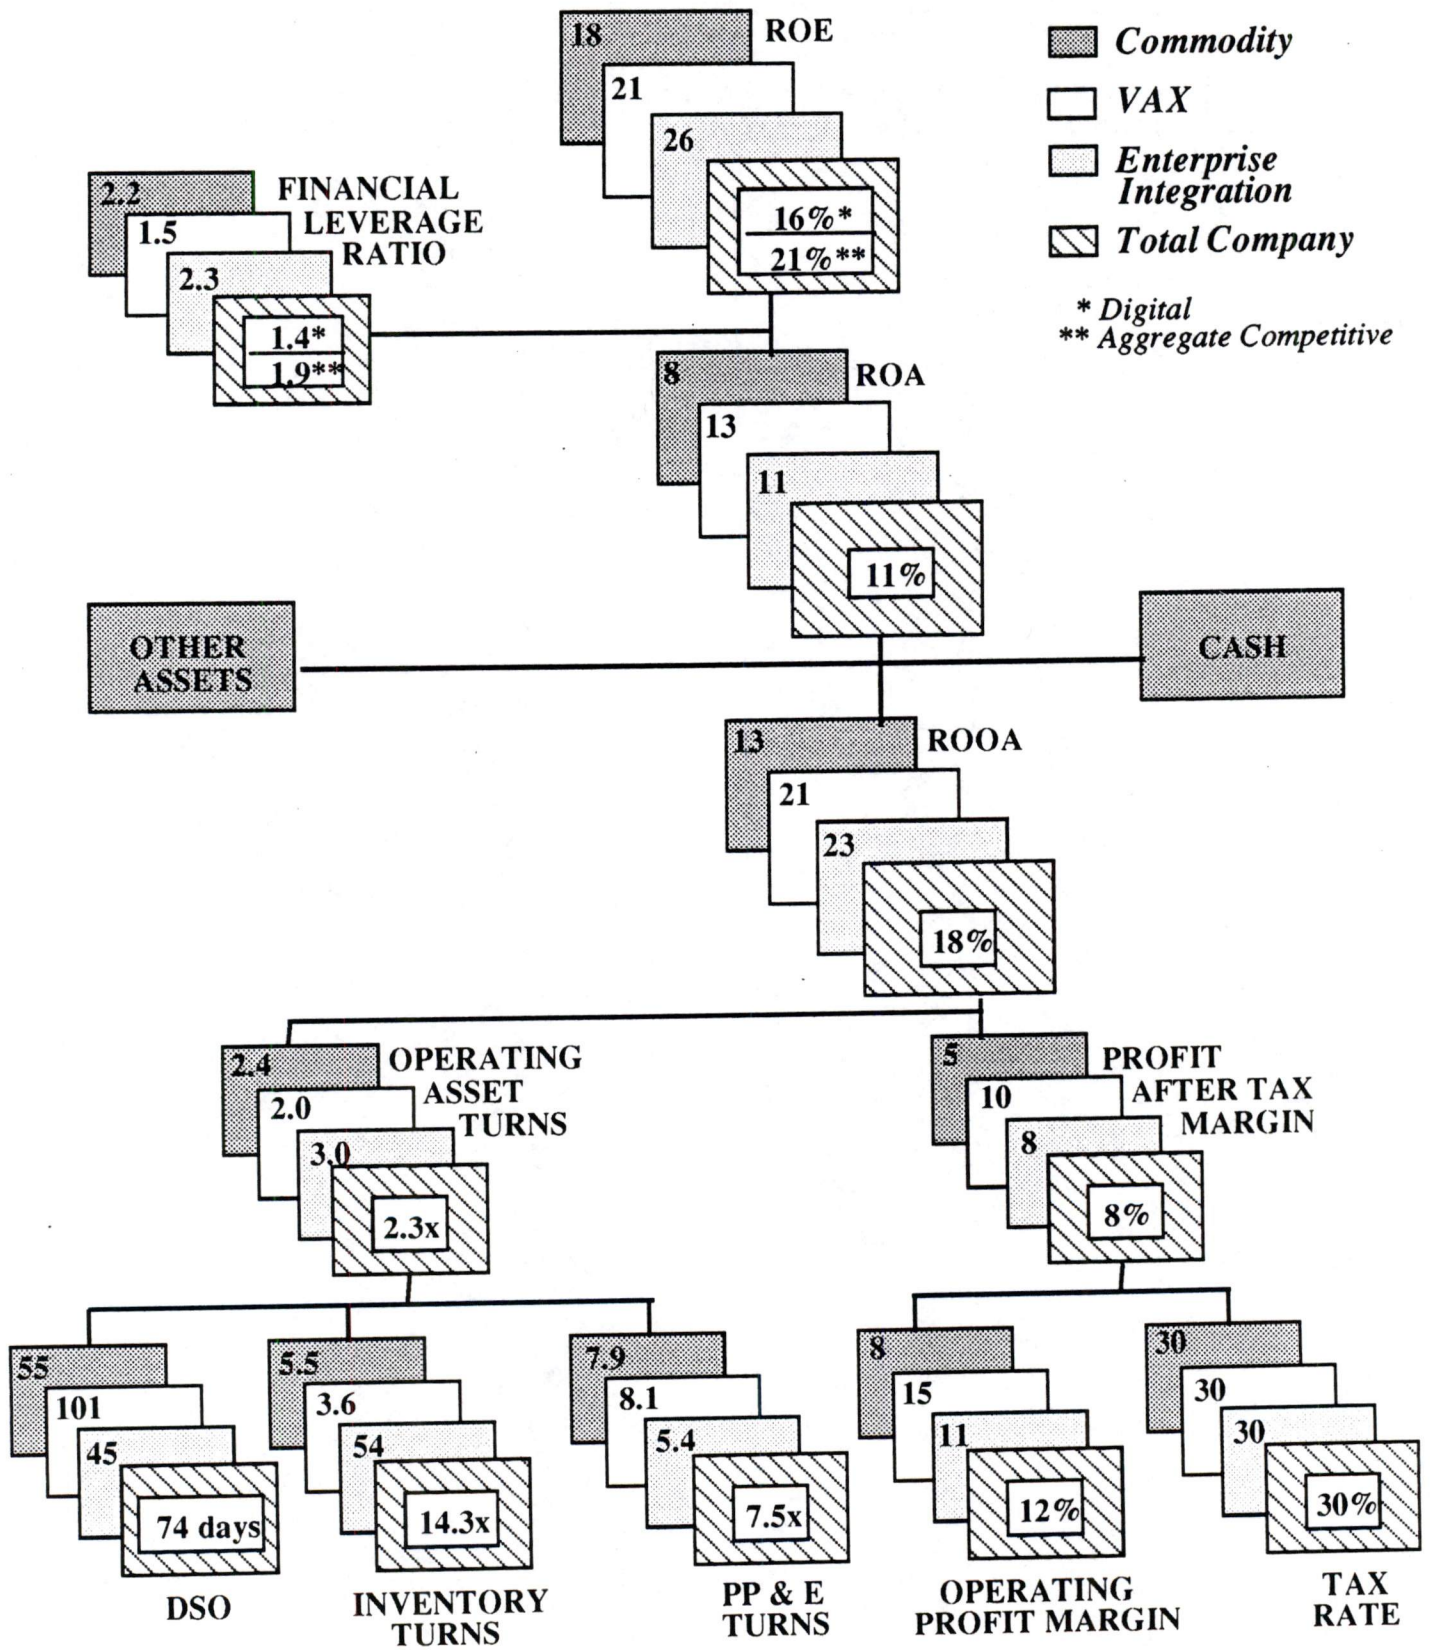 18
ROE
21
26
16%*
21%**
Commodity
VAX
Enterprise
Integration
Total Company
* Digital
** Aggregate Competitive
2.2
FINANCIAL
LEVERAGE
RATIO
1.5
2.3
1.4*
1.9**
8
ROA
13
11
11%
OTHER
ASSETS
CASH
13
ROOA
21
23
18%
2.4
OPERATING
ASSET
TURNS
2.0
3.0
2.3x
5
PROFIT
AFTER TAX
MARGIN
10
8
8%
55
101
45
74 days
DSO
5.5
3.6
54
14.3x
INVENTORY
TURNS
7.9
8.1
5.4
7.5x
PP & E
TURNS
8
15
11
12%
OPERATING
PROFIT MARGIN
30
30
30
30%
TAX
RATE